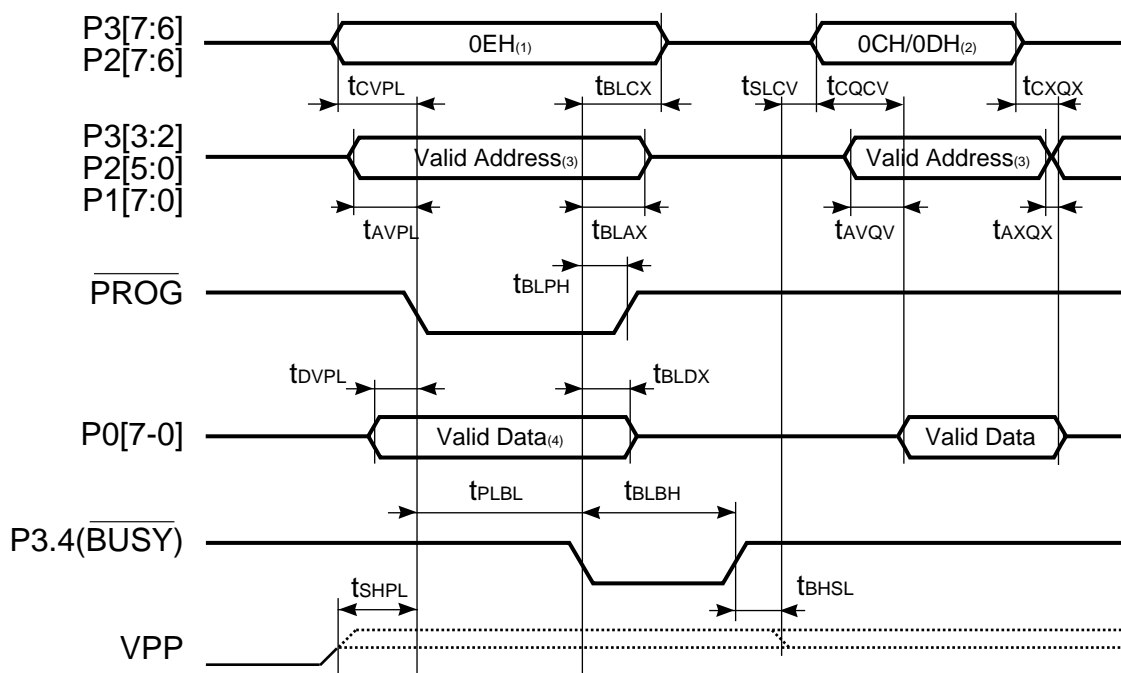 P3[7:6]
P2[7:6]
0EH(1)
0CH/0DH(2)
tCVPL
tBLCX
tSLCV
tCQCV
tCXQX
P3[3:2]
P2[5:0]
P1[7:0]
Valid Address(3)
Valid Address(3)
tAVPL
tBLAX
tAVQV
tAXQX
PROG
tBLPH
tDVPL
tBLDX
P0[7-0]
Valid Data(4)
Valid Data
tPLBL
tBLBH
P3.4(BUSY)
tSHPL
tBHSL
VPP